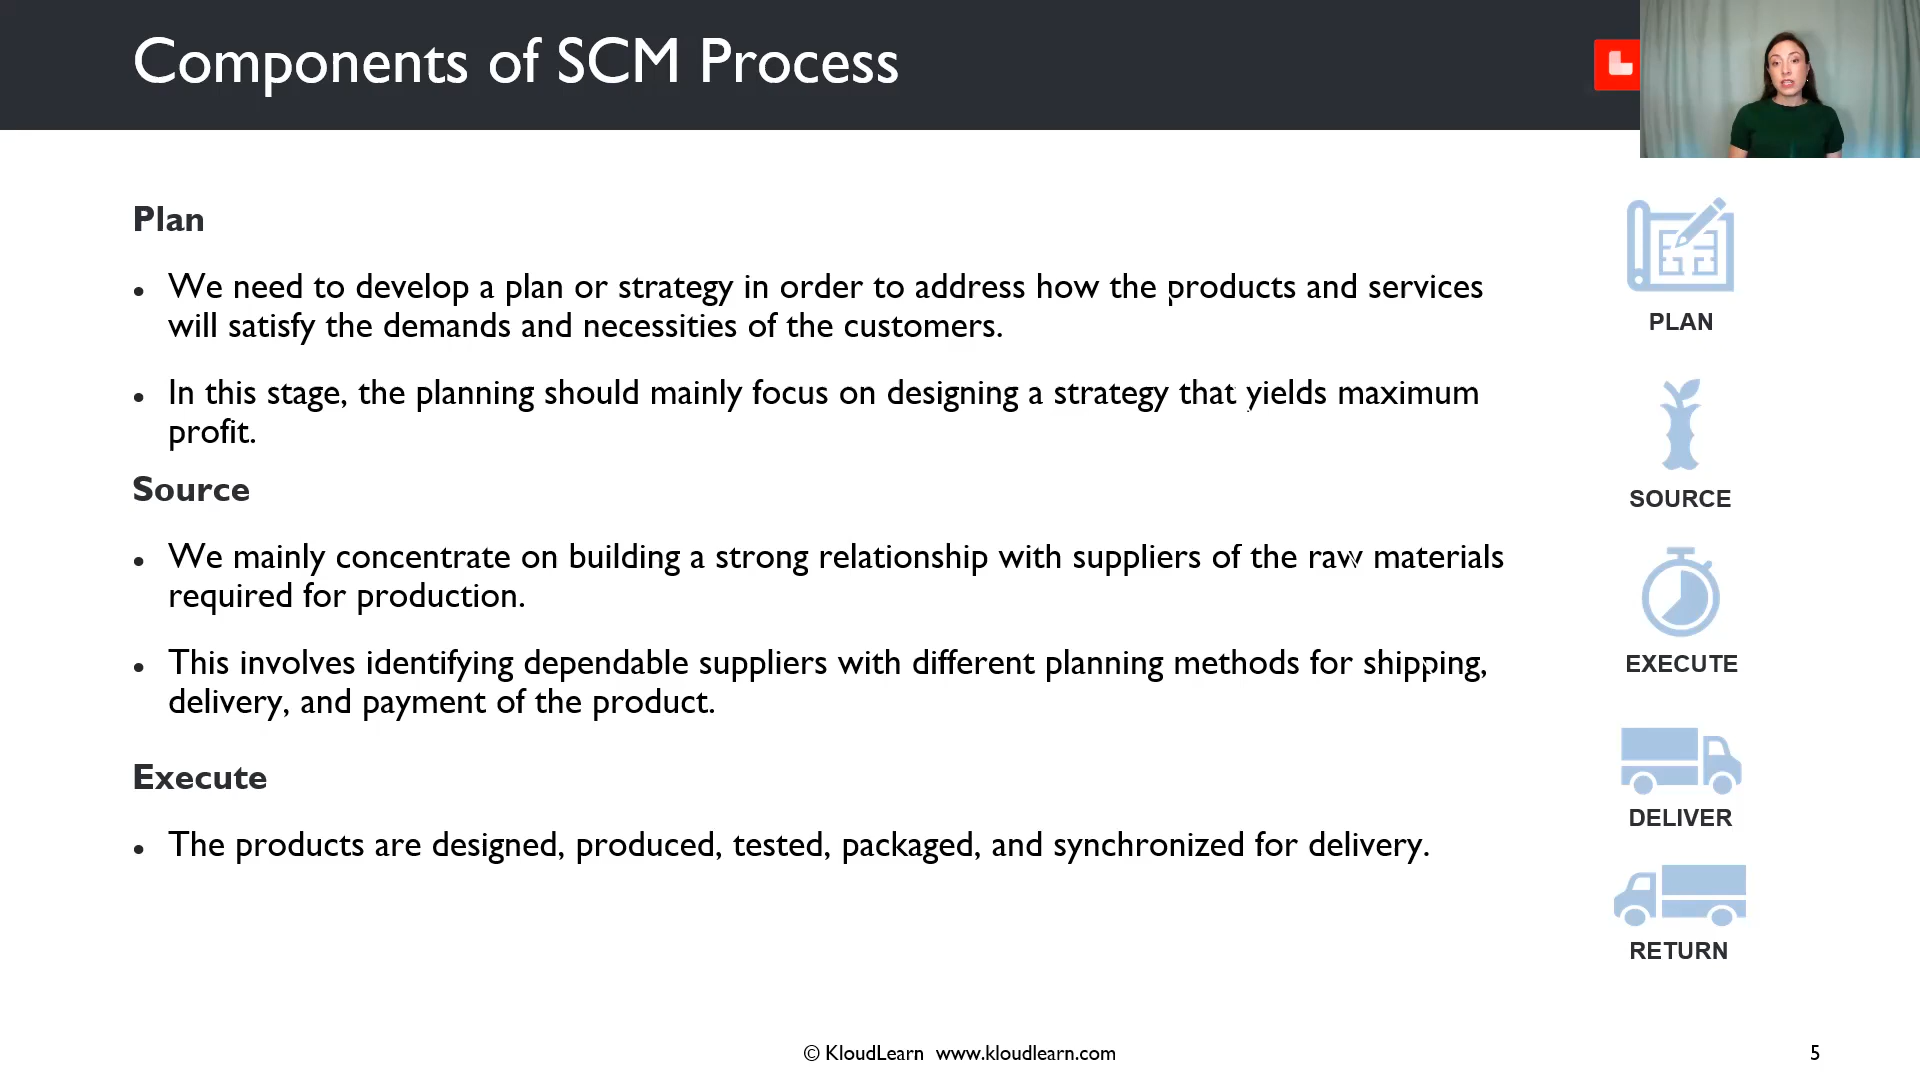 Components of SCM Process
Plan
• We need to develop a plan or strategy in order to address how the products and services
will satisfy the demands and necessities of the customers.
• In this stage, the planning should mainly focus on designing a strategy that yields maximum
profit.
Source
• We mainly concentrate on building a strong relationship with suppliers of the raw materials
required for production.
• This involves identifying dependable suppliers with different planning methods for shipping,
delivery, and payment of the product.
Execute
• The products are designed, produced, tested, packaged, and synchronized for delivery.
PLAN
SOURCE
EXECUTE
DELIVER
RETURN
© KloudLearn www.kloudlearn.com
5